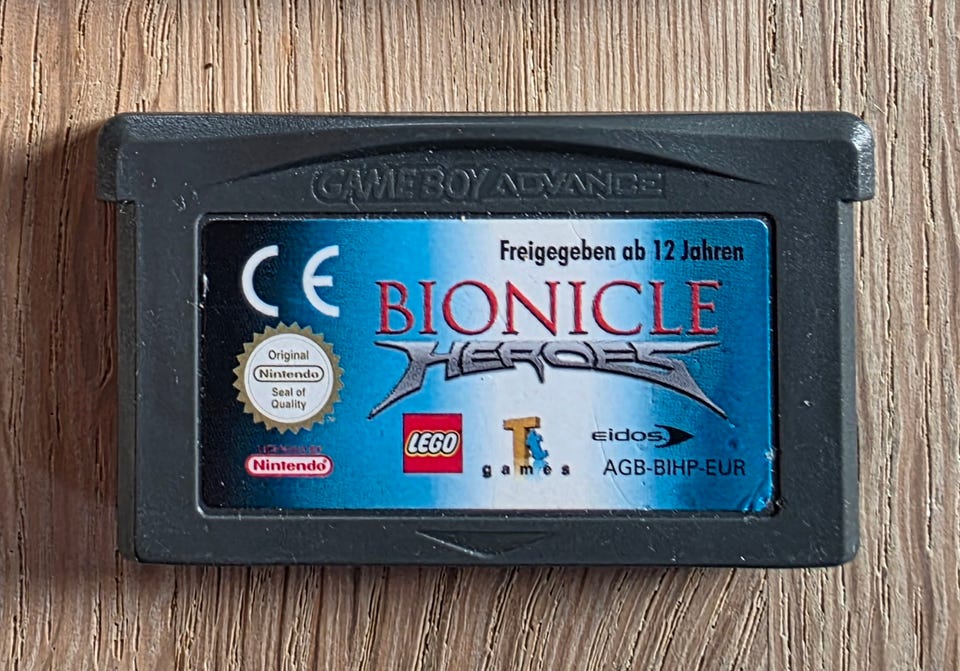 GAME BOY ADVANCE
CE
Freigegeben ab 12 Jahren
BIONICLE
HEROES
Original
Nintendo
Seal of
Quality
Nintendo
LEGO
Tt
games
eidos
AGB-BIHP-EUR